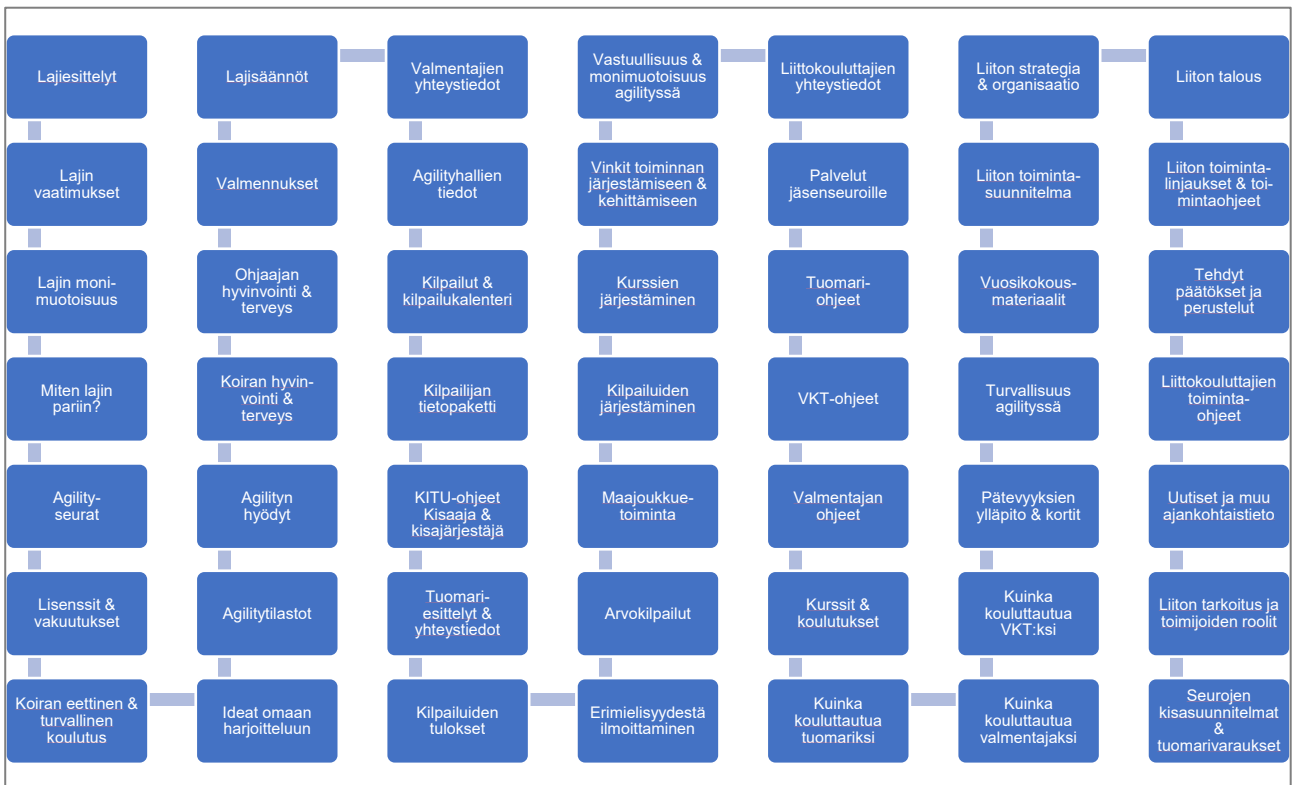 Lajiesittelyt
Lajin
vaatimukset
Lajin moni-
muotoisuus
Miten lajin
pariin?
Agility-
seurat
Lisenssit &
vakuutukset
Koiran eettinen &
turvallinen
koulutus
Ideat omaan
harjoitteluun
Agilitytilastot
Agilityn
hyödyt
Koiran hyvin-
vointi &
terveys
Ohjaajan
hyvinvointi &
terveys
Valmennukset
Lajisäännöt
Valmentajien
yhteystiedot
Agilityhallien
tiedot
Kilpailut &
kilpailukalenteri
Kilpailijan
tietopaketti
KITU-ohjeet
Kisaaja &
kisajärjestäjä
Tuomari-
esittelyt &
yhteystiedot
Kilpailuiden
tulokset
Erimielisyydestä
ilmoittaminen
Arvokilpailut
Maajoukkue-
toiminta
Kilpailuiden
järjestäminen
Kurssien
järjestäminen
Vinkit toiminnan
järjestämiseen &
kehittämiseen
Vastuullisuus &
monimuotoisuus
agilityssä
Liittokouluttajien
yhteystiedot
Palvelut
jäsenseuroille
Tuomari-
ohjeet
VKT-ohjeet
Valmentajan
ohjeet
Kurssit &
koulutukset
Kuinka
kouluttautua
tuomariksi
Kuinka
kouluttautua
valmentajaksi
Kuinka
kouluttautua
VKT:ksi
Pätevyyksien
ylläpito & kortit
Turvallisuus
agilityssä
Vuosikokous-
materiaalit
Liiton toiminta-
suunnitelma
Liiton strategia
& organisaatio
Liiton talous
Liiton toiminta-
linjaukset & toi-
mintaohjeet
Tehdyt
päätökset ja
perustelut
Liittokouluttajien
toiminta-
ohjeet
Uutiset ja muu
ajankohtaistieto
Liiton tarkoitus ja
toimijoiden roolit
Seurojen
kisasuunnitelmat
&
tuomarivaraukset